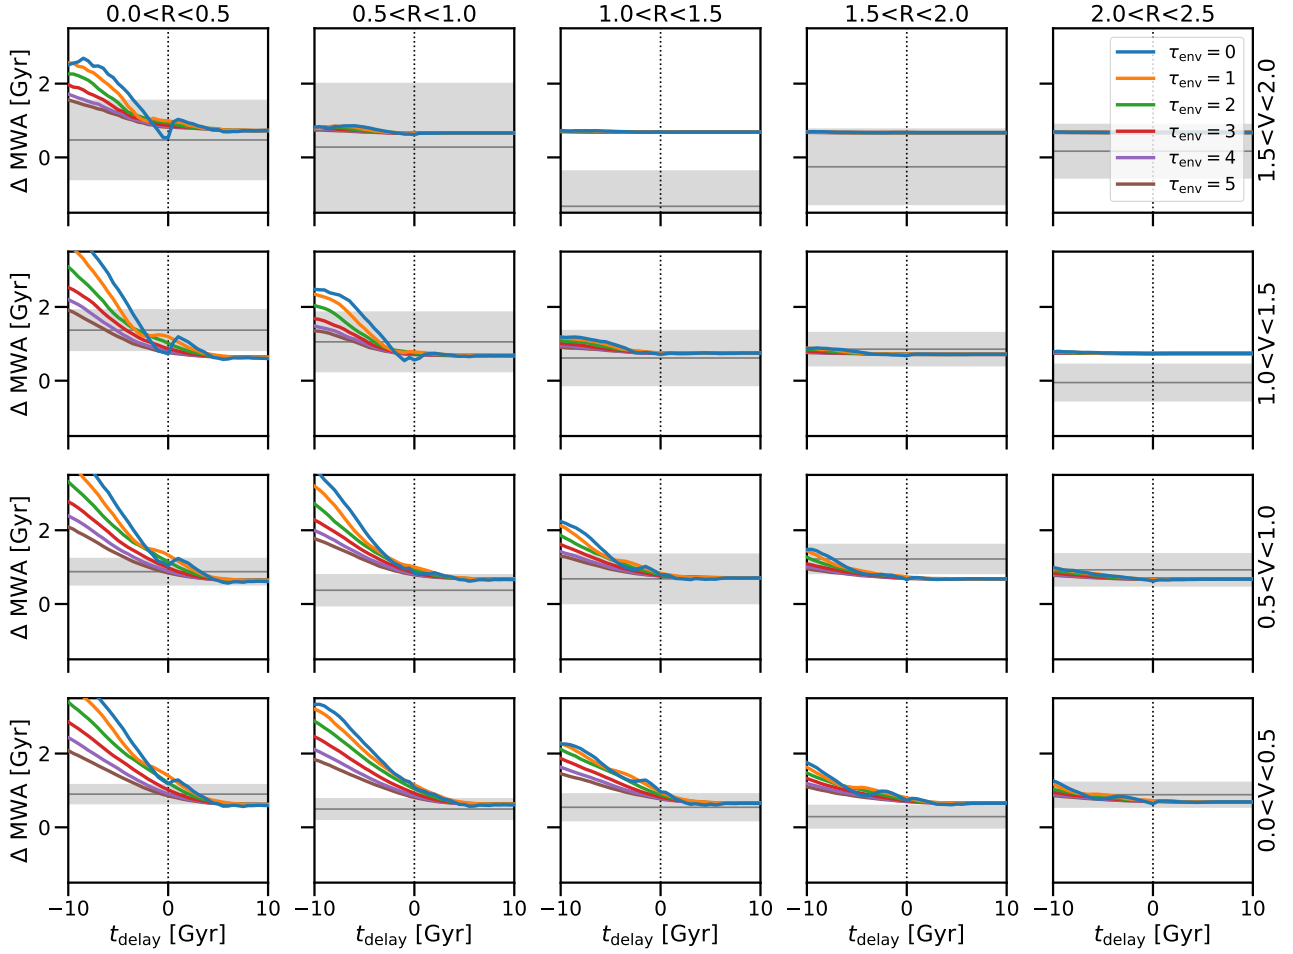 0.0<R<0.5 0.5<R<1.0 1.0<R<1.5 1.5<R<2.0 2.0<R<2.5
Δ MWA [Gyr]
2
0
τenv = 0
τenv = 1
τenv = 2
τenv = 3
τenv = 4
τenv = 5
1.5<V<2.0
Δ MWA [Gyr]
2
0
1.0<V<1.5
Δ MWA [Gyr]
2
0
0.5<V<1.0
Δ MWA [Gyr]
2
0
0.0<V<0.5
−10 0 10 −10 0 10 −10 0 10 −10 0 10 −10 0 10
tdelay [Gyr] tdelay [Gyr] tdelay [Gyr] tdelay [Gyr] tdelay [Gyr]